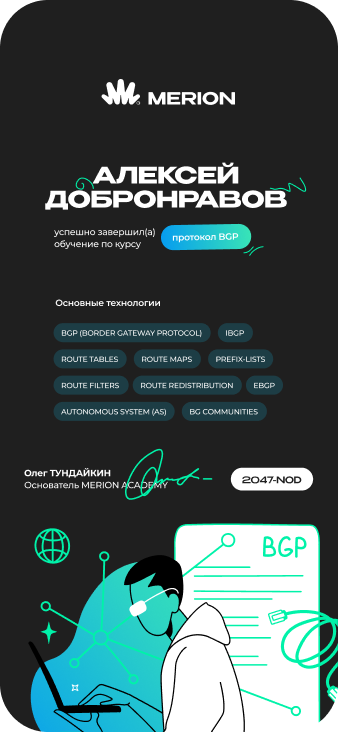 MERION
АЛЕКСЕЙ
ДОБРОНРАВОВ
успешно завершил(а)
обучение по курсу
протокол BGP
Основные технологии
BGP (BORDER GATEWAY PROTOCOL) IBGP
ROUTE TABLES ROUTE MAPS PREFIX-LISTS
ROUTE FILTERS ROUTE REDISTRIBUTION EBGP
AUTONOMOUS SYSTEM (AS) BG COMMUNITIES
Олег ТУНДАЙКИН
Основатель MERION ACADEMY
2047-NOD
BGP